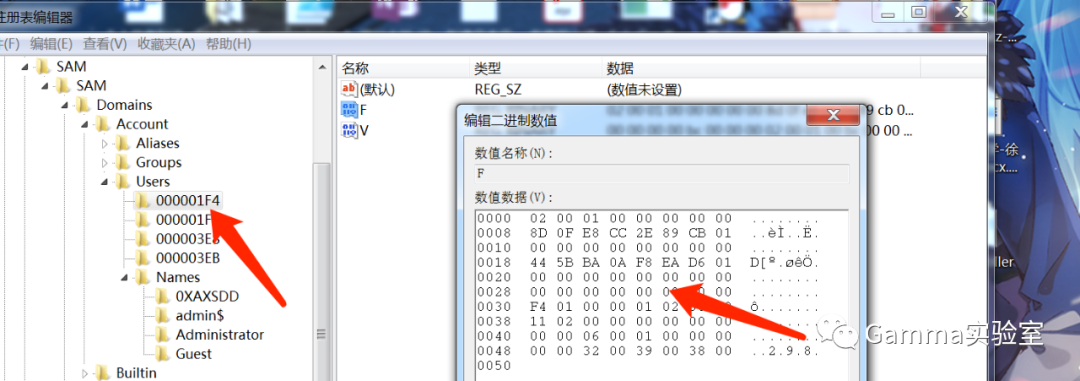 注册表编辑器
(F) 编辑(E) 查看(V) 收藏夹(A) 帮助(H)
SAM
SAM
Domains
Account
Aliases
Groups
Users
000001F4
000001F
000003E
000003EB
Names
0XAXSDD
admin$
Administrator
Guest
Builtin
名称 类型 数据
ab (默认) REG_SZ (数值未设置)
F
9 cb 0...
V
00 00 ...
编辑二进制数值
数值名称(N):
F
数值数据(V):
0000 02 00 01 00 00 00 00 00 ........
0008 8D 0F E8 CC 2E 89 CB 01 ..èÌ..Ë.
0010 00 00 00 00 00 00 00 00 ........
0018 44 5B BA 0A F8 EA D6 01 D[º.øêÖ.
0020 00 00 00 00 00 00 00 00 ........
0028 00 00 00 00 00 00 00 ........
0030 F4 01 00 00 01 02 ô.......
0038 11 02 00 00 00 00 00 00 ........
0040 00 00 06 00 01 00 00 00 ........
0048 00 00 32 00 39 00 38 00 ..2.9.8.
0050
Gamma实验室